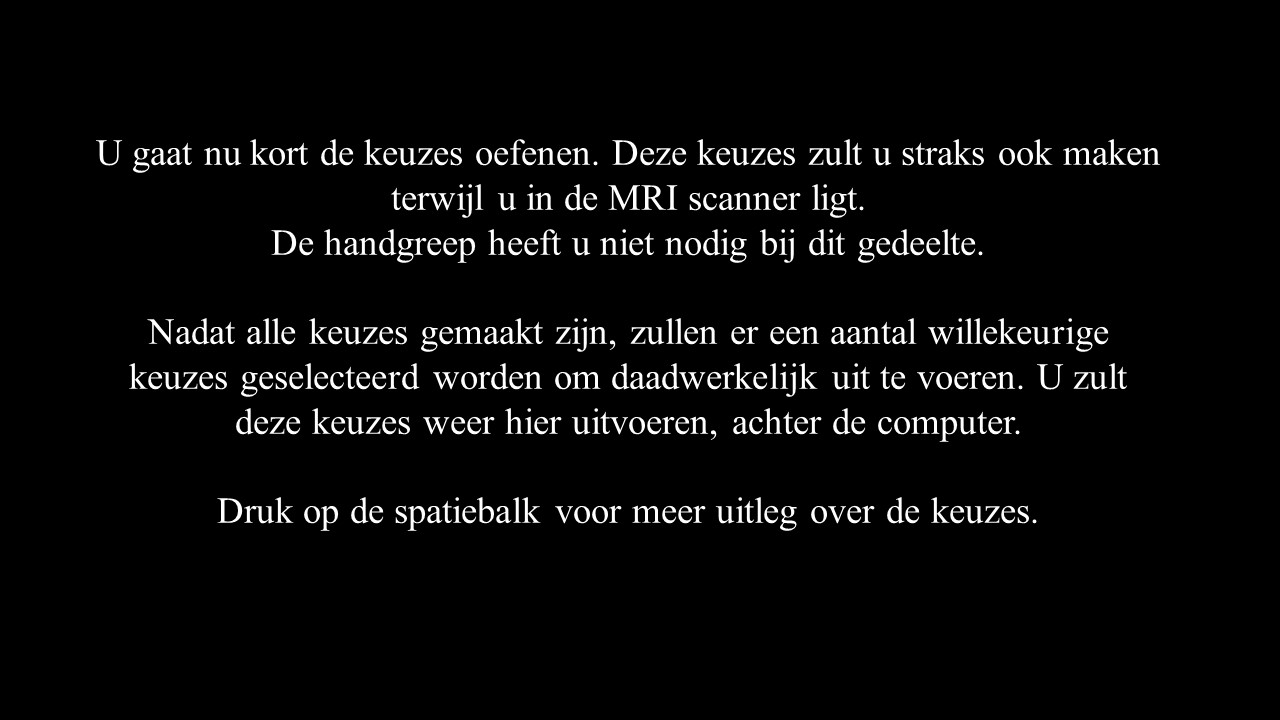 U gaat nu kort de keuzes oefenen. Deze keuzes zult u straks ook maken
terwijl u in de MRI scanner ligt.
De handgreep heeft u niet nodig bij dit gedeelte.
Nadat alle keuzes gemaakt zijn, zullen er een aantal willekeurige
keuzes geselecteerd worden om daadwerkelijk uit te voeren. U zult
deze keuzes weer hier uitvoeren, achter de computer.
Druk op de spatiebalk voor meer uitleg over de keuzes.